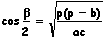 cos β/2 = √(p(p − b)/ac)